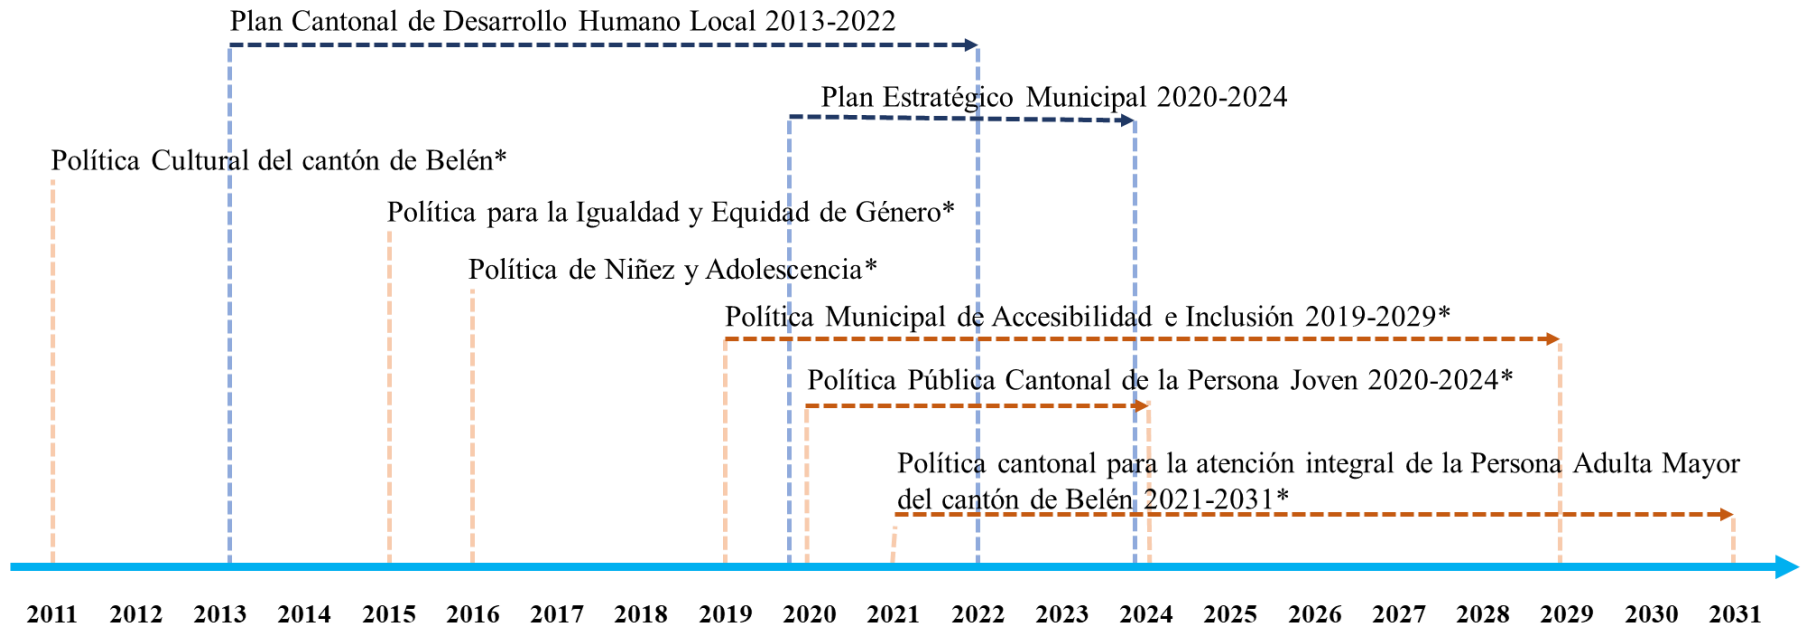 Plan Cantonal de Desarrollo Humano Local 2013-2022
Plan Estratégico Municipal 2020-2024
Política Cultural del cantón de Belén*
Política para la Igualdad y Equidad de Género*
Política de Niñez y Adolescencia*
Política Municipal de Accesibilidad e Inclusión 2019-2029*
Política Pública Cantonal de la Persona Joven 2020-2024*
Política cantonal para la atención integral de la Persona Adulta Mayor
del cantón de Belén 2021-2031*
2011 2012 2013 2014 2015 2016 2017 2018 2019 2020 2021 2022 2023 2024 2025 2026 2027 2028 2029 2030 2031